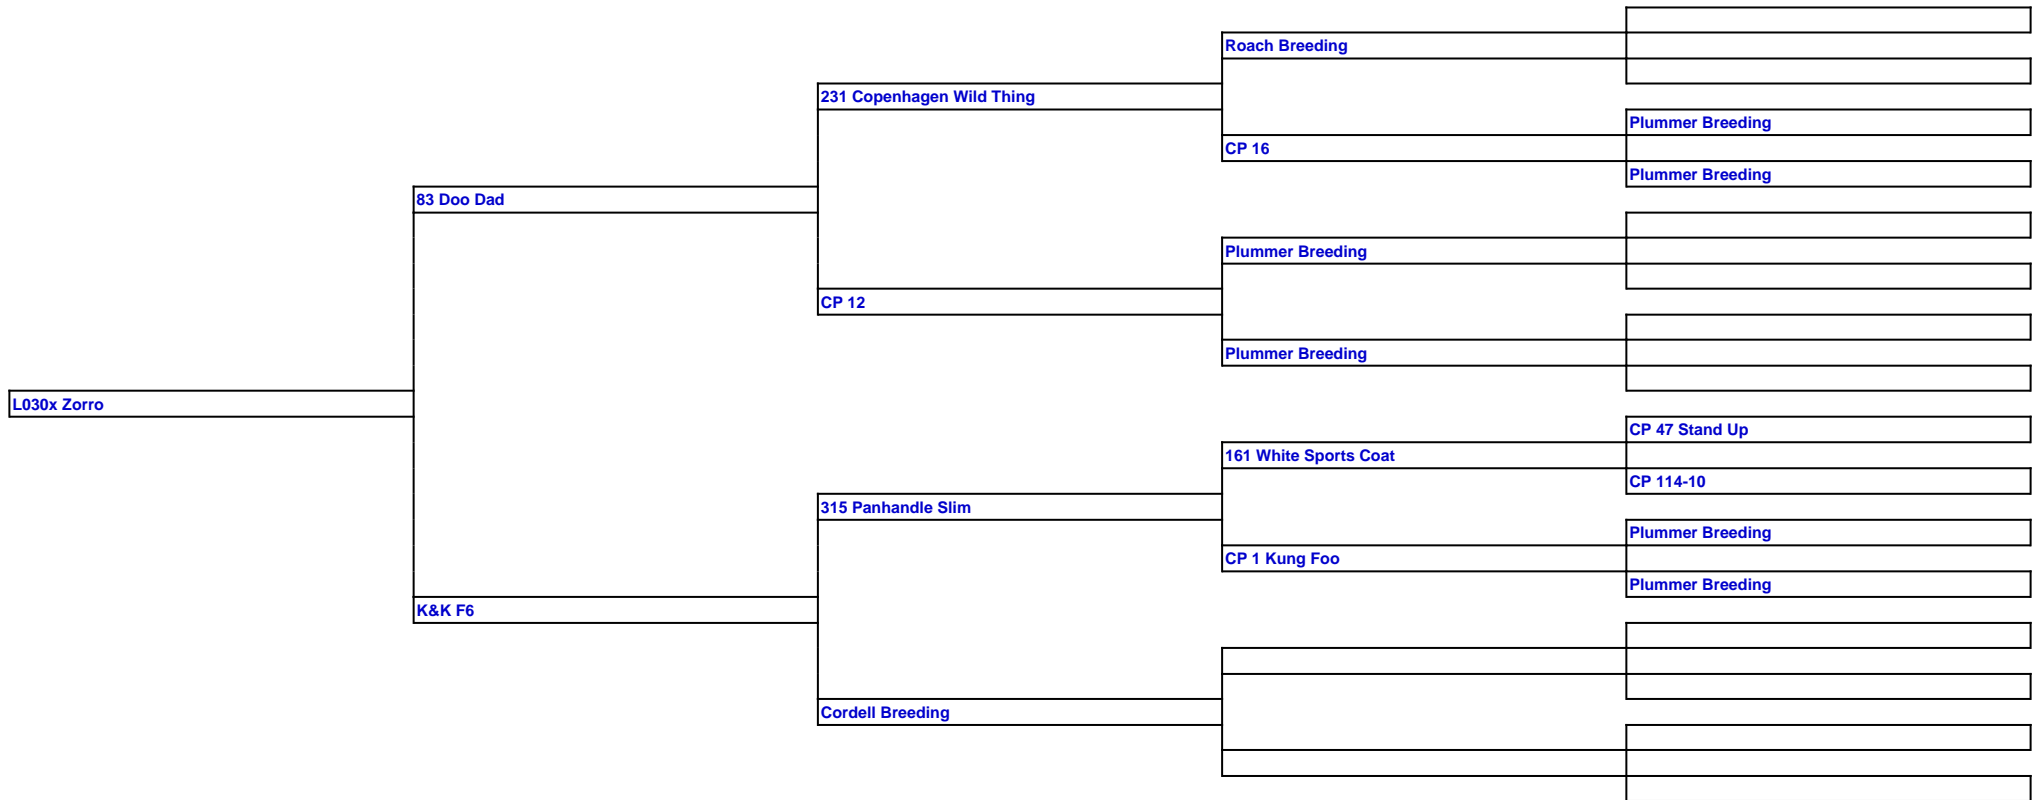 Roach Breeding
231 Copenhagen Wild Thing
Plummer Breeding
CP 16
Plummer Breeding
83 Doo Dad
Plummer Breeding
CP 12
Plummer Breeding
L030x Zorro
CP 47 Stand Up
161 White Sports Coat
CP 114-10
315 Panhandle Slim
Plummer Breeding
CP 1 Kung Foo
Plummer Breeding
K&K F6
Cordell Breeding